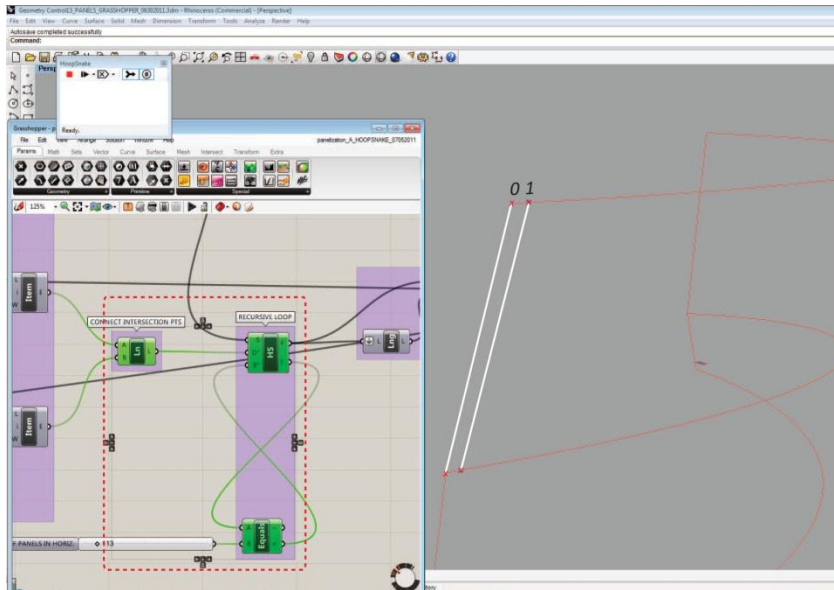 Geometry Control13_PANELS_GRASSHOPPER_06302011.3dm - Rhinoceros (Commercial) - [Perspective]
File Edit View Curve Surface Solid Mesh Dimension Transform Tools Analyze Render Help
Autosave completed successfully
Command:
HoopSnake
Persp
Ready.
Grasshopper - p
panelization_A_HOOPSNAKE_07062011
File Edit View Arrange Solution Window Help
Params Math Sets Vector Curve Surface Mesh Intersect Transform Extra
Geometry Primitive Special
125%
0 1
CONNECT INTERSECTION PTS
RECURSIVE LOOP
L
i
W
Item
E
A
B
Ln
L
S
D*
B*
HS
F
L
Lng
L
L
i
W
Item
E
F PANELS IN HORIZ.
113
A
B
Equals